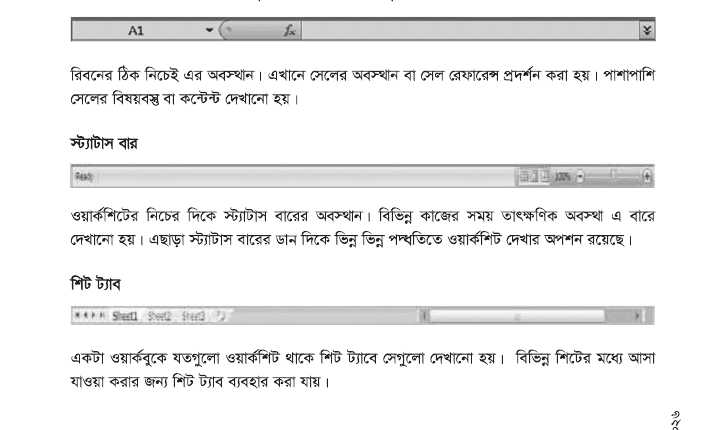 A1 fx
রিবনের ঠিক নিচেই এর অবস্থান। এখানে সেলের অবস্থান বা সেল রেফারেন্স প্রদর্শন করা হয়। পাশাপাশি
সেলের বিষয়বস্তু বা কন্টেন্ট দেখানো হয়।
স্ট্যাটাস বার
Ready 100%
ওয়ার্কশিটের নিচের দিকে স্ট্যাটাস বারের অবস্থান। বিভিন্ন কাজের সময় তাৎক্ষণিক অবস্থা এ বারে
দেখানো হয়। এছাড়া স্ট্যাটাস বারের ডান দিকে ভিন্ন ভিন্ন পদ্ধতিতে ওয়ার্কশিট দেখার অপশন রয়েছে।
শিট ট্যাব
Sheet1 Sheet2 Sheet3
একটা ওয়ার্কবুকে যতগুলো ওয়ার্কশিট থাকে শিট ট্যাবে সেগুলো দেখানো হয়। বিভিন্ন শিটের মধ্যে আসা
যাওয়া করার জন্য শিট ট্যাব ব্যবহার করা যায়।